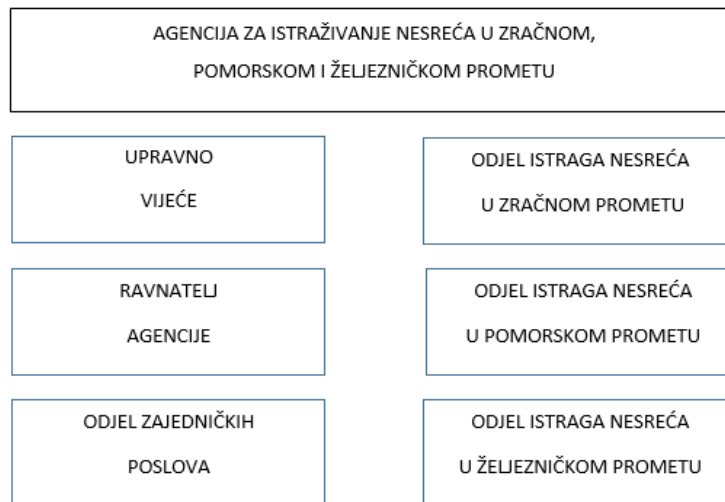 AGENCIJA ZA ISTRAŽIVANJE NESREĆA U ZRAČNOM,
POMORSKOM I ŽELJEZNIČKOM PROMETU
UPRAVNO
VIJEĆE
ODJEL ISTRAGA NESREĆA
U ZRAČNOM PROMETU
RAVNATELJ
AGENCIJE
ODJEL ISTRAGA NESREĆA
U POMORSKOM PROMETU
ODJEL ZAJEDNIČKIH
POSLOVA
ODJEL ISTRAGA NESREĆA
U ŽELJEZNIČKOM PROMETU